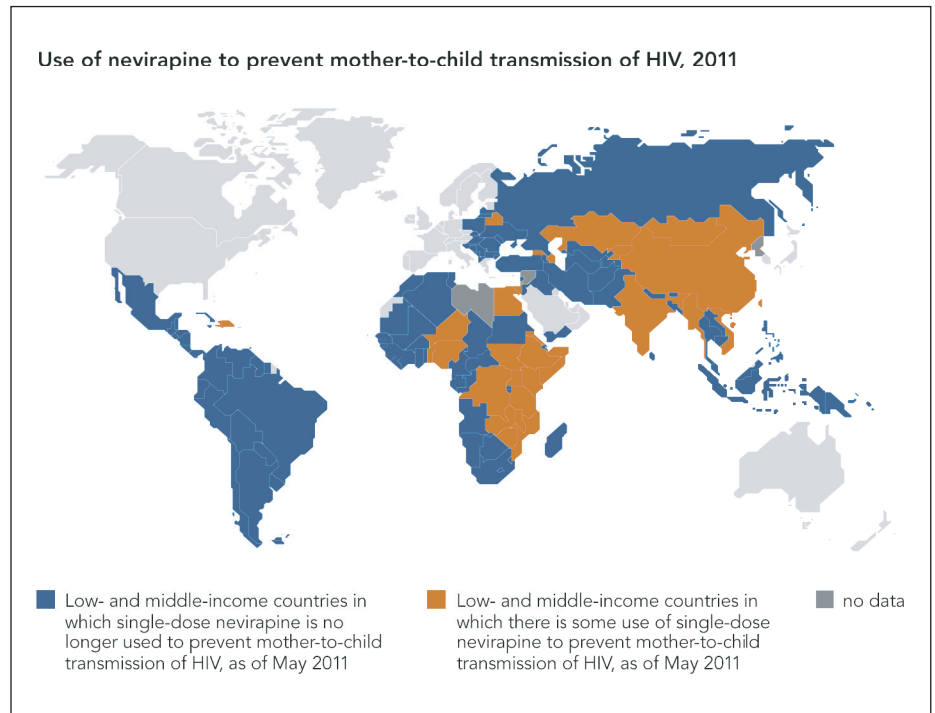 Use of nevirapine to prevent mother-to-child transmission of HIV, 2011
Low- and middle-income countries in
which single-dose nevirapine is no
longer used to prevent mother-to-child
transmission of HIV, as of May 2011
Low- and middle-income countries in
which there is some use of single-dose
nevirapine to prevent mother-to-child
transmission of HIV, as of May 2011
no data